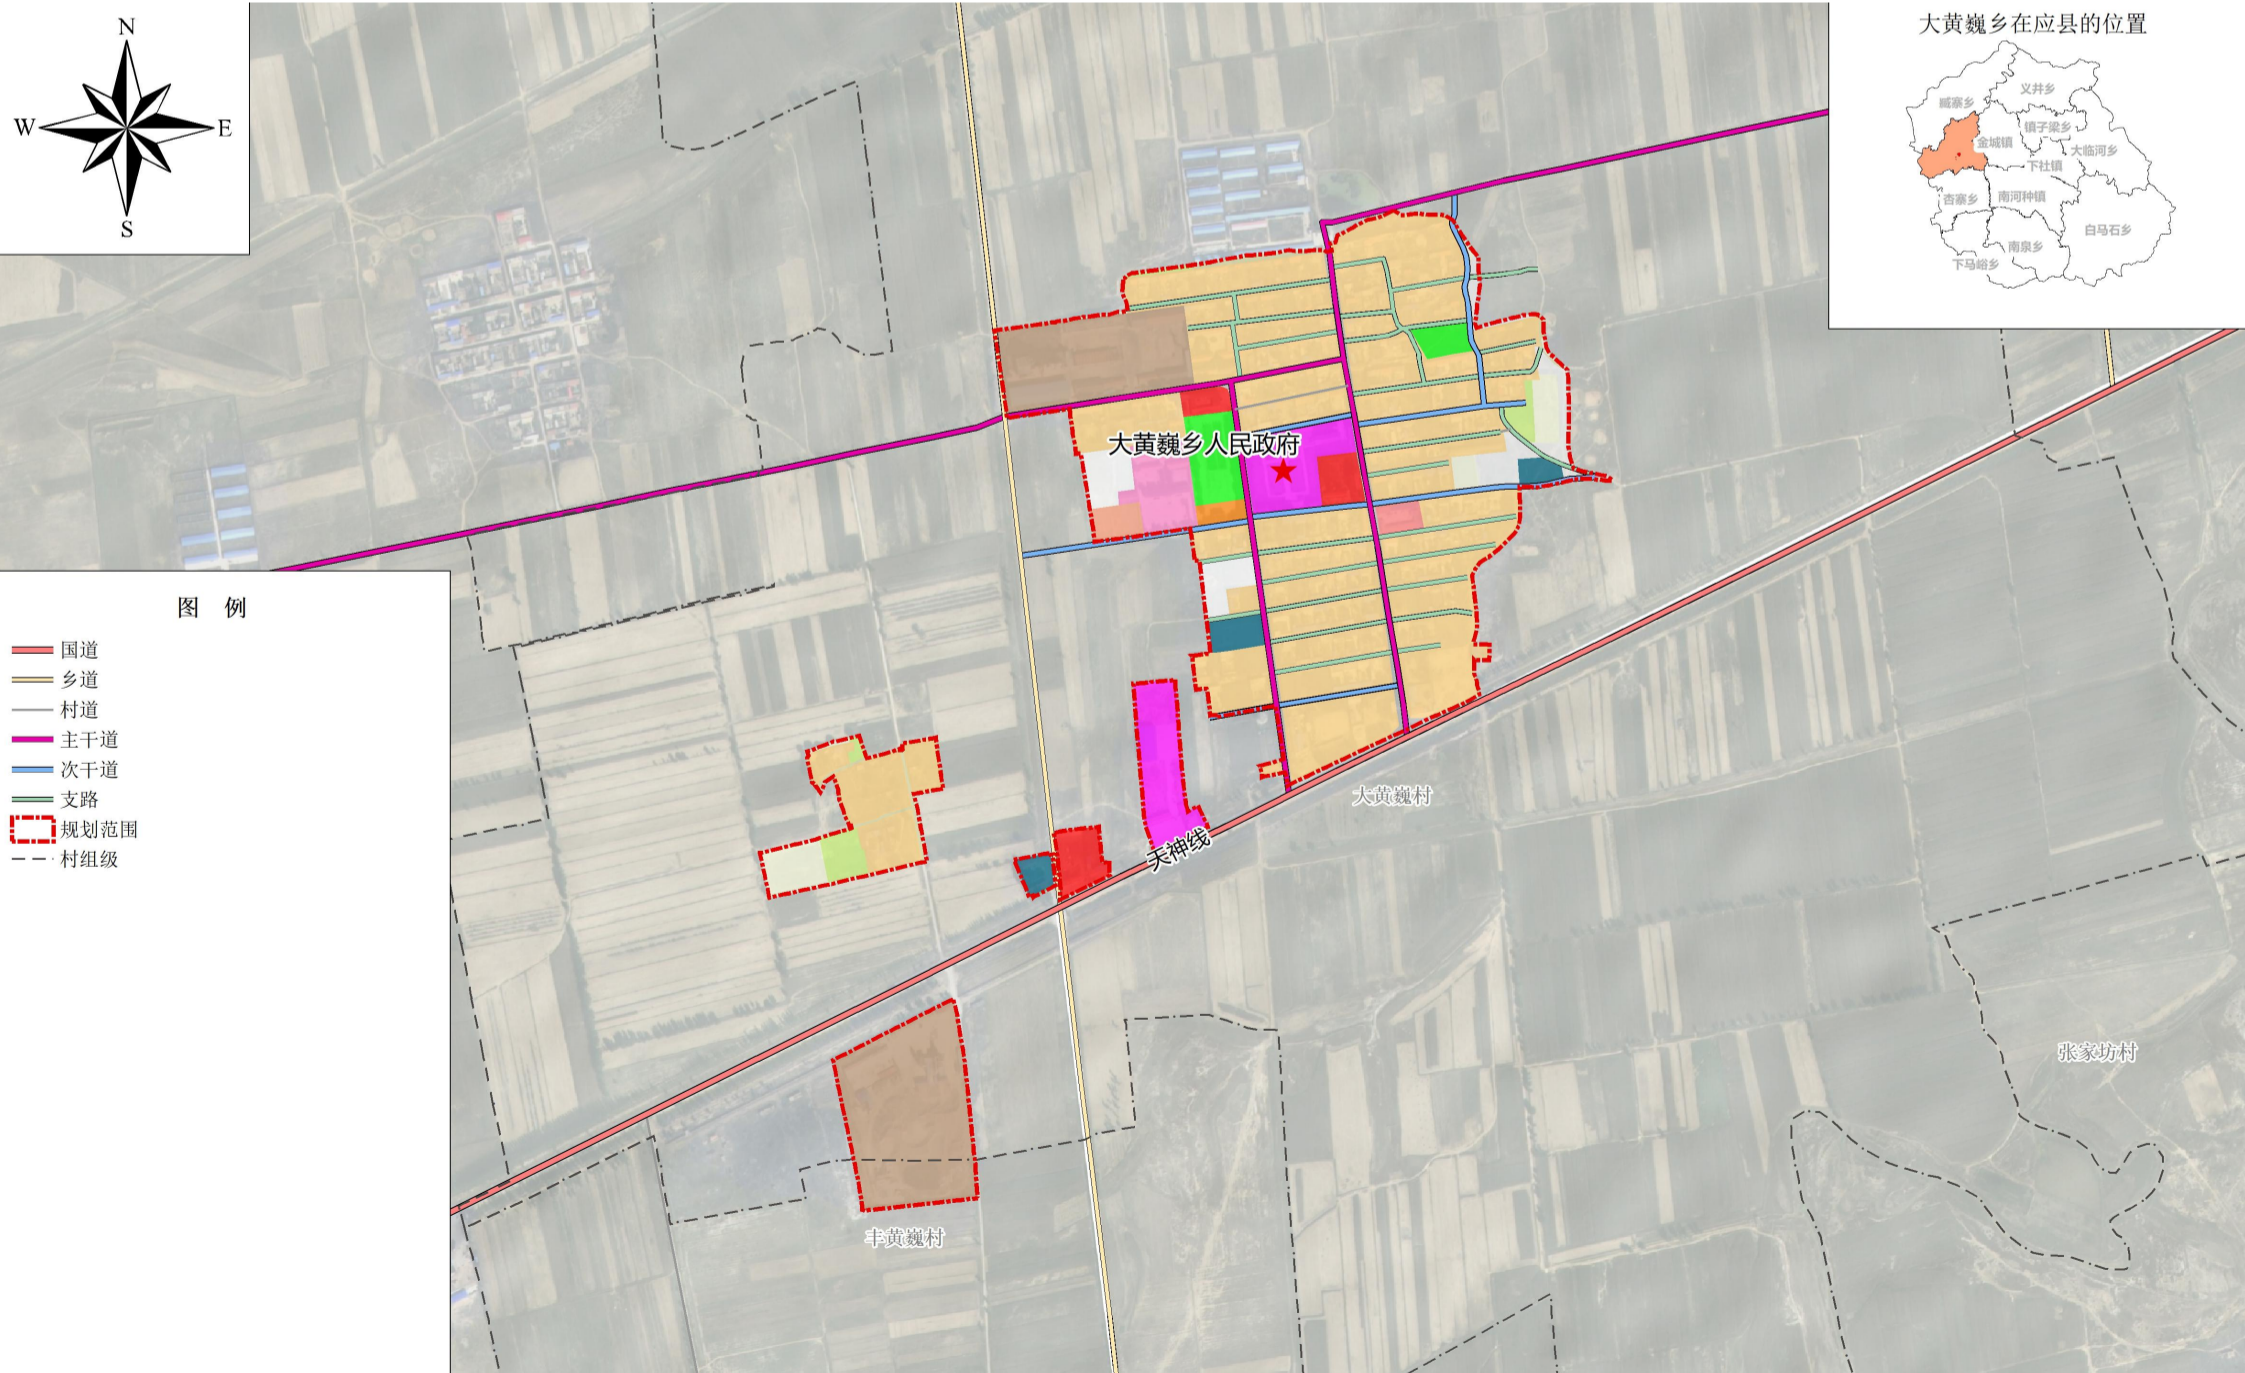 N
W
E
S
大黄巍乡在应县的位置
义井乡
臧寨乡
镇子梁乡
金城镇
大临河乡
下社镇
杏寨乡
南河种镇
白马石乡
南泉乡
下马峪乡
大黄巍乡人民政府
图 例
国道
乡道
村道
主干道
次干道
支路
规划范围
村组级
大黄巍村
天神线
张家坊村
丰黄巍村